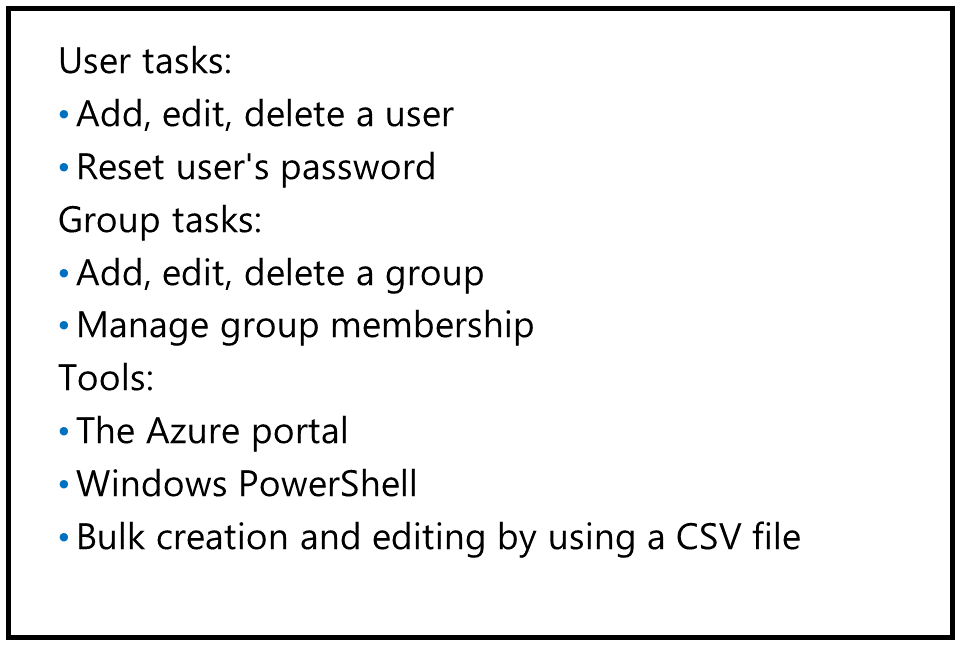 User tasks:
• Add, edit, delete a user
• Reset user's password
Group tasks:
• Add, edit, delete a group
• Manage group membership
Tools:
• The Azure portal
• Windows PowerShell
• Bulk creation and editing by using a CSV file